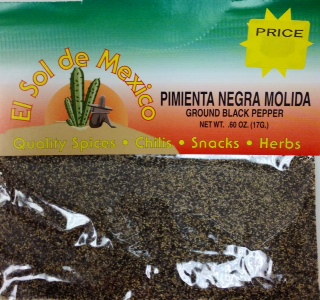 PRICE
El Sol de Mexico
PIMIENTA NEGRA MOLIDA
GROUND BLACK PEPPER
NET WT. .60 OZ. (17G.)
Quality Spices • Chilis • Snacks • Herbs